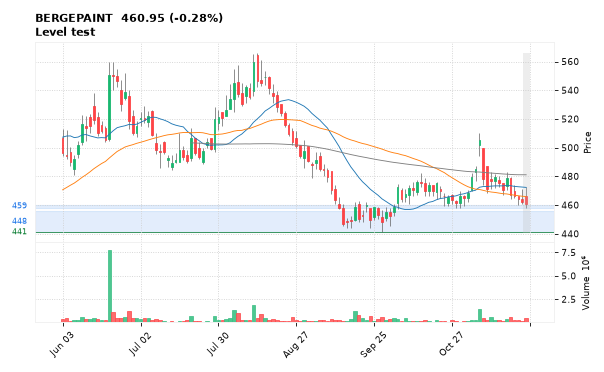 BERGEPAINT 460.95 (-0.28%)
Level test
560
540
520
500
480
460
440
Price
459
448
441
7.5
5.0
2.5
Volume 10⁶
Jun 03
Jul 02
Jul 30
Aug 27
Sep 25
Oct 27